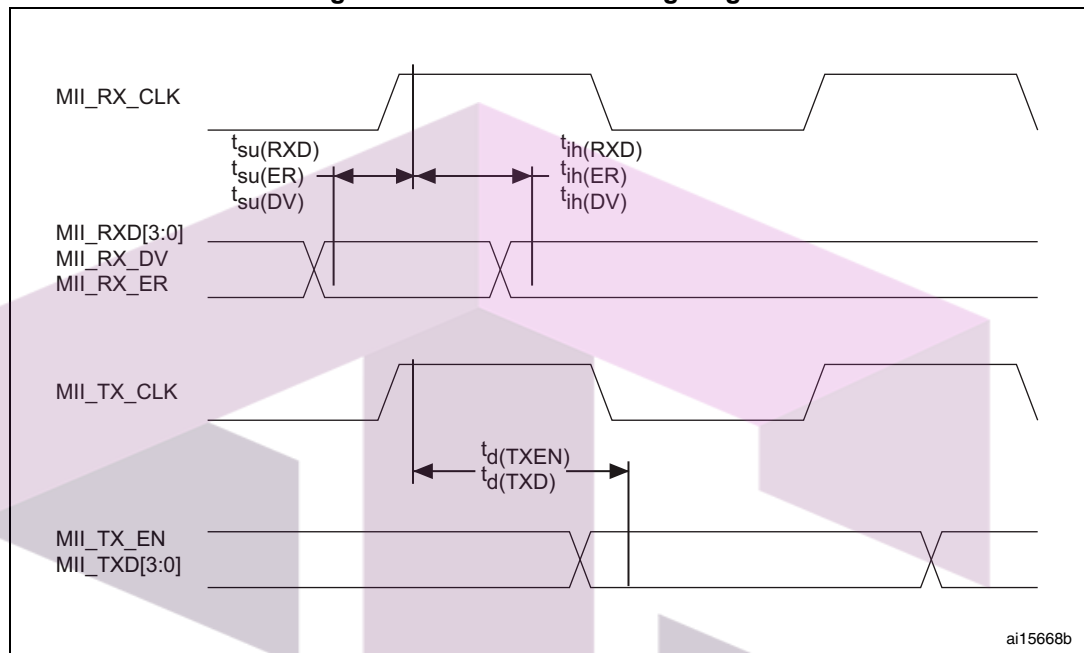 MII_RX_CLK
tsu(RXD)
tsu(ER)
tsu(DV)
tih(RXD)
tih(ER)
tih(DV)
MII_RXD[3:0]
MII_RX_DV
MII_RX_ER
MII_TX_CLK
td(TXEN)
td(TXD)
MII_TX_EN
MII_TXD[3:0]
ai15668b